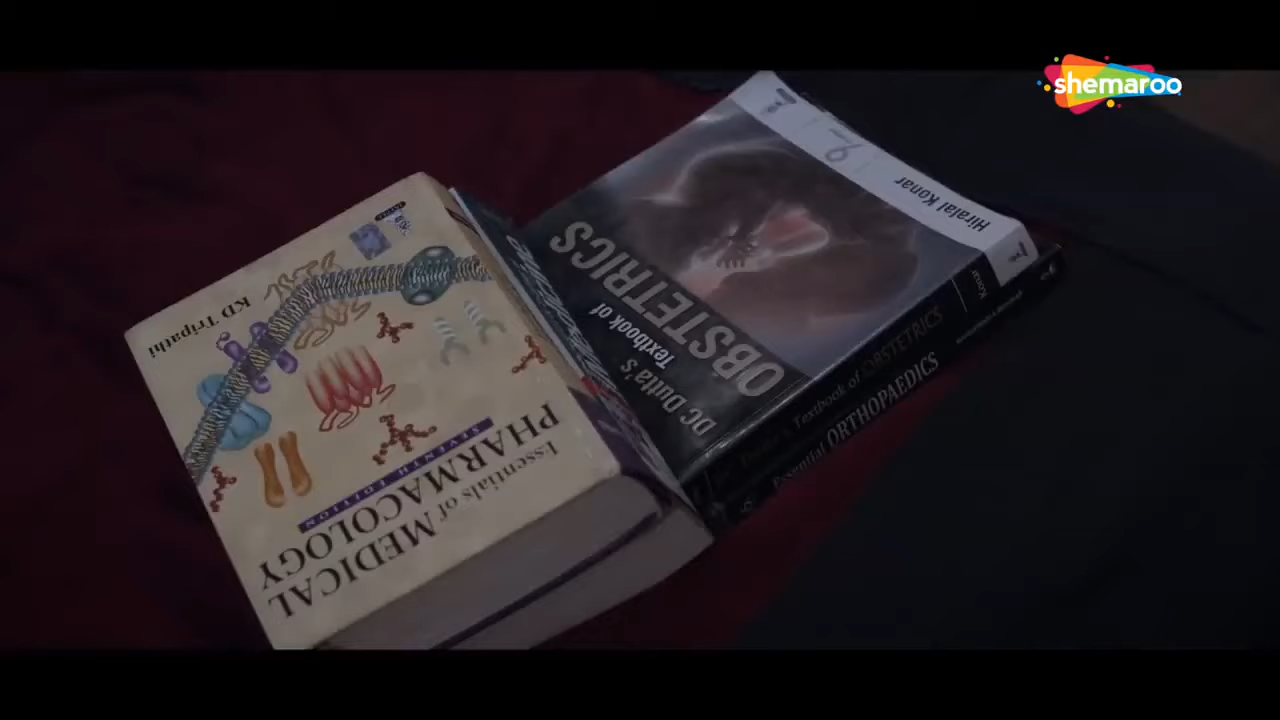 shemaroo
Essentials of
MEDICAL
PHARMACOLOGY
SEVENTH EDITION
KD Tripathi
DC Dutta's
Textbook of
OBSTETRICS
Hiralal Konar
Textbook of OBSTETRICS
Konar
Essential ORTHOPAEDICS